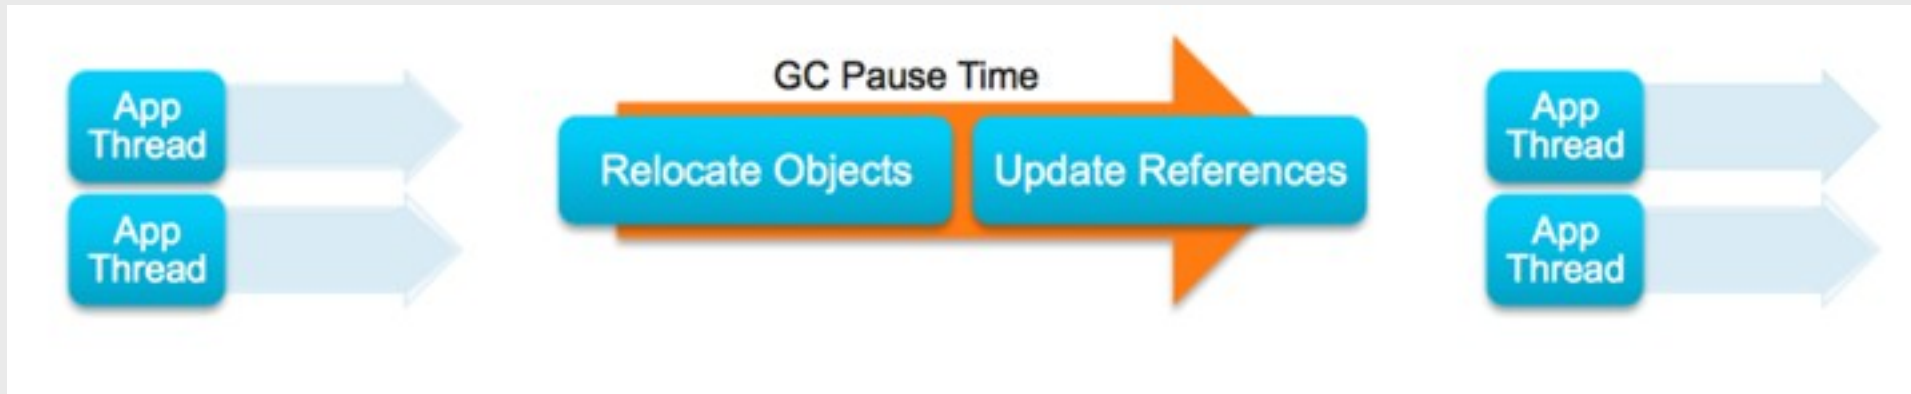 App
Thread
App
Thread
GC Pause Time
Relocate Objects
Update References
App
Thread
App
Thread